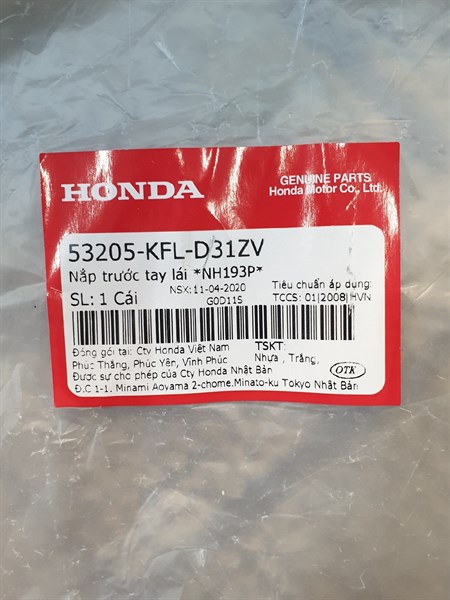 HONDA
GENUINE PARTS
Honda Motor Co., Ltd.
53205-KFL-D31ZV
Nắp trước tay lái *NH193P*
SL: 1 Cái
NSX: 11-04-2020
G0D11S
Tiêu chuẩn áp dụng:
TCCS: 01|2008| HVN
Đóng gói tại: Cty Honda Việt Nam
Phúc Thắng, Phúc Yên, Vĩnh Phúc
Được sự cho phép của Cty Honda Nhật Bản
Đ.C 1-1. Minami Aoyama 2-chome.Minato-ku Tokyo Nhật Bản
TSKT:
Nhựa , Trắng,
OTK